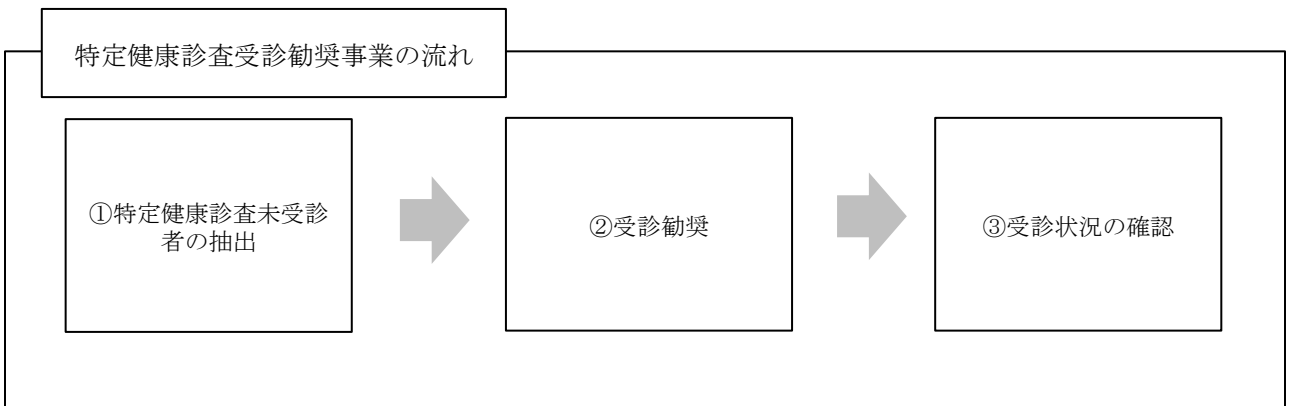 特定健康診査受診勧奨事業の流れ
①特定健康診査未受診
者の抽出
②受診勧奨
③受診状況の確認